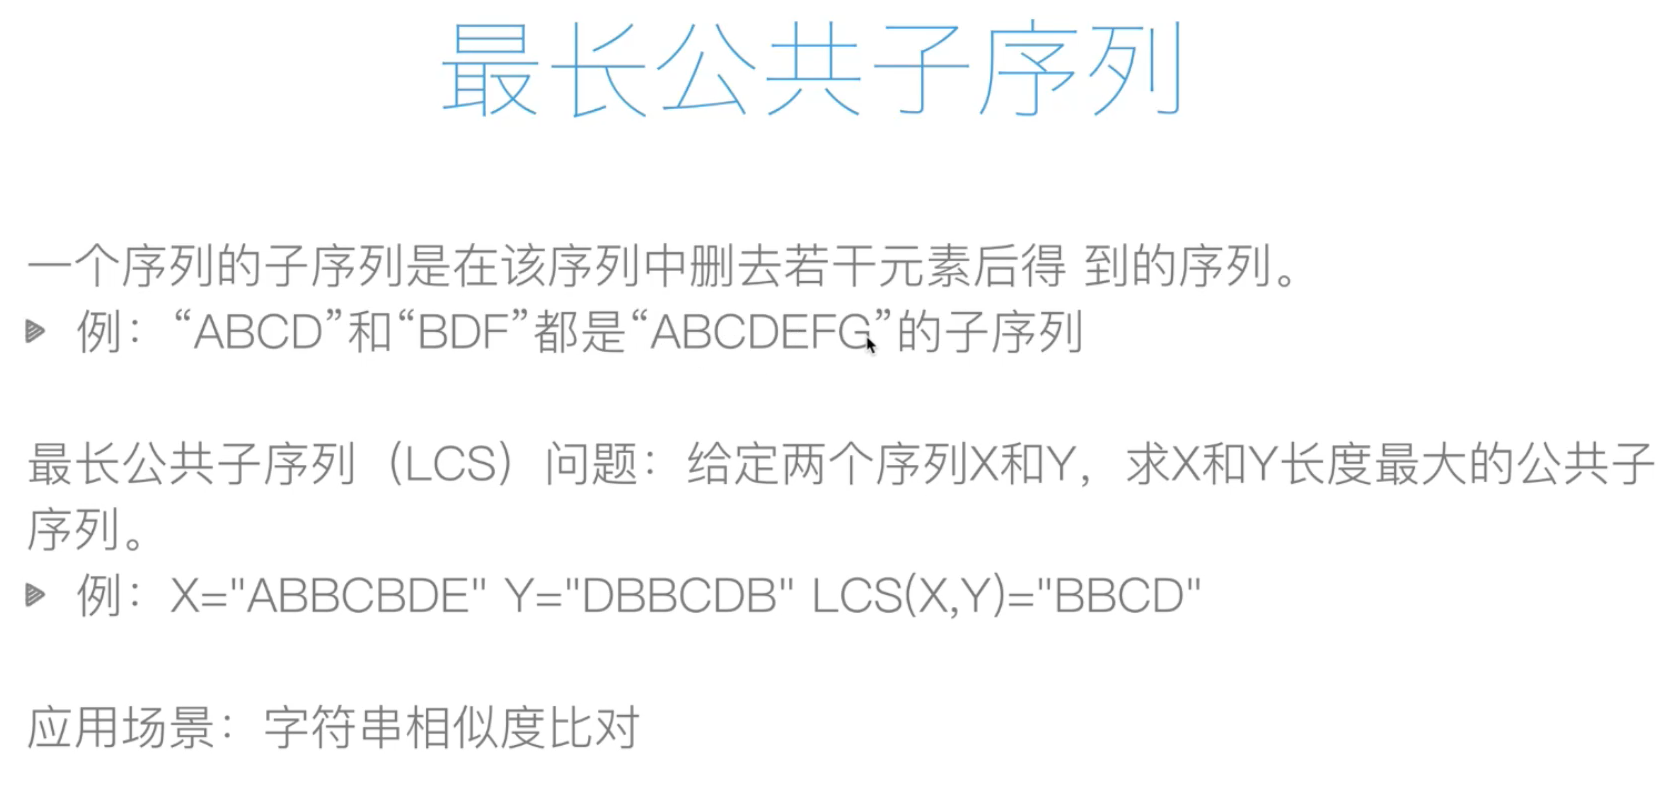 最长公共子序列
一个序列的子序列是在该序列中删去若干元素后得 到的序列。
例：“ABCD”和“BDF”都是“ABCDEFG”的子序列
最长公共子序列（LCS）问题：给定两个序列X和Y，求X和Y长度最大的公共子
序列。
例：X="ABBCBDE" Y="DBBCDB" LCS(X,Y)="BBCD"
应用场景：字符串相似度比对